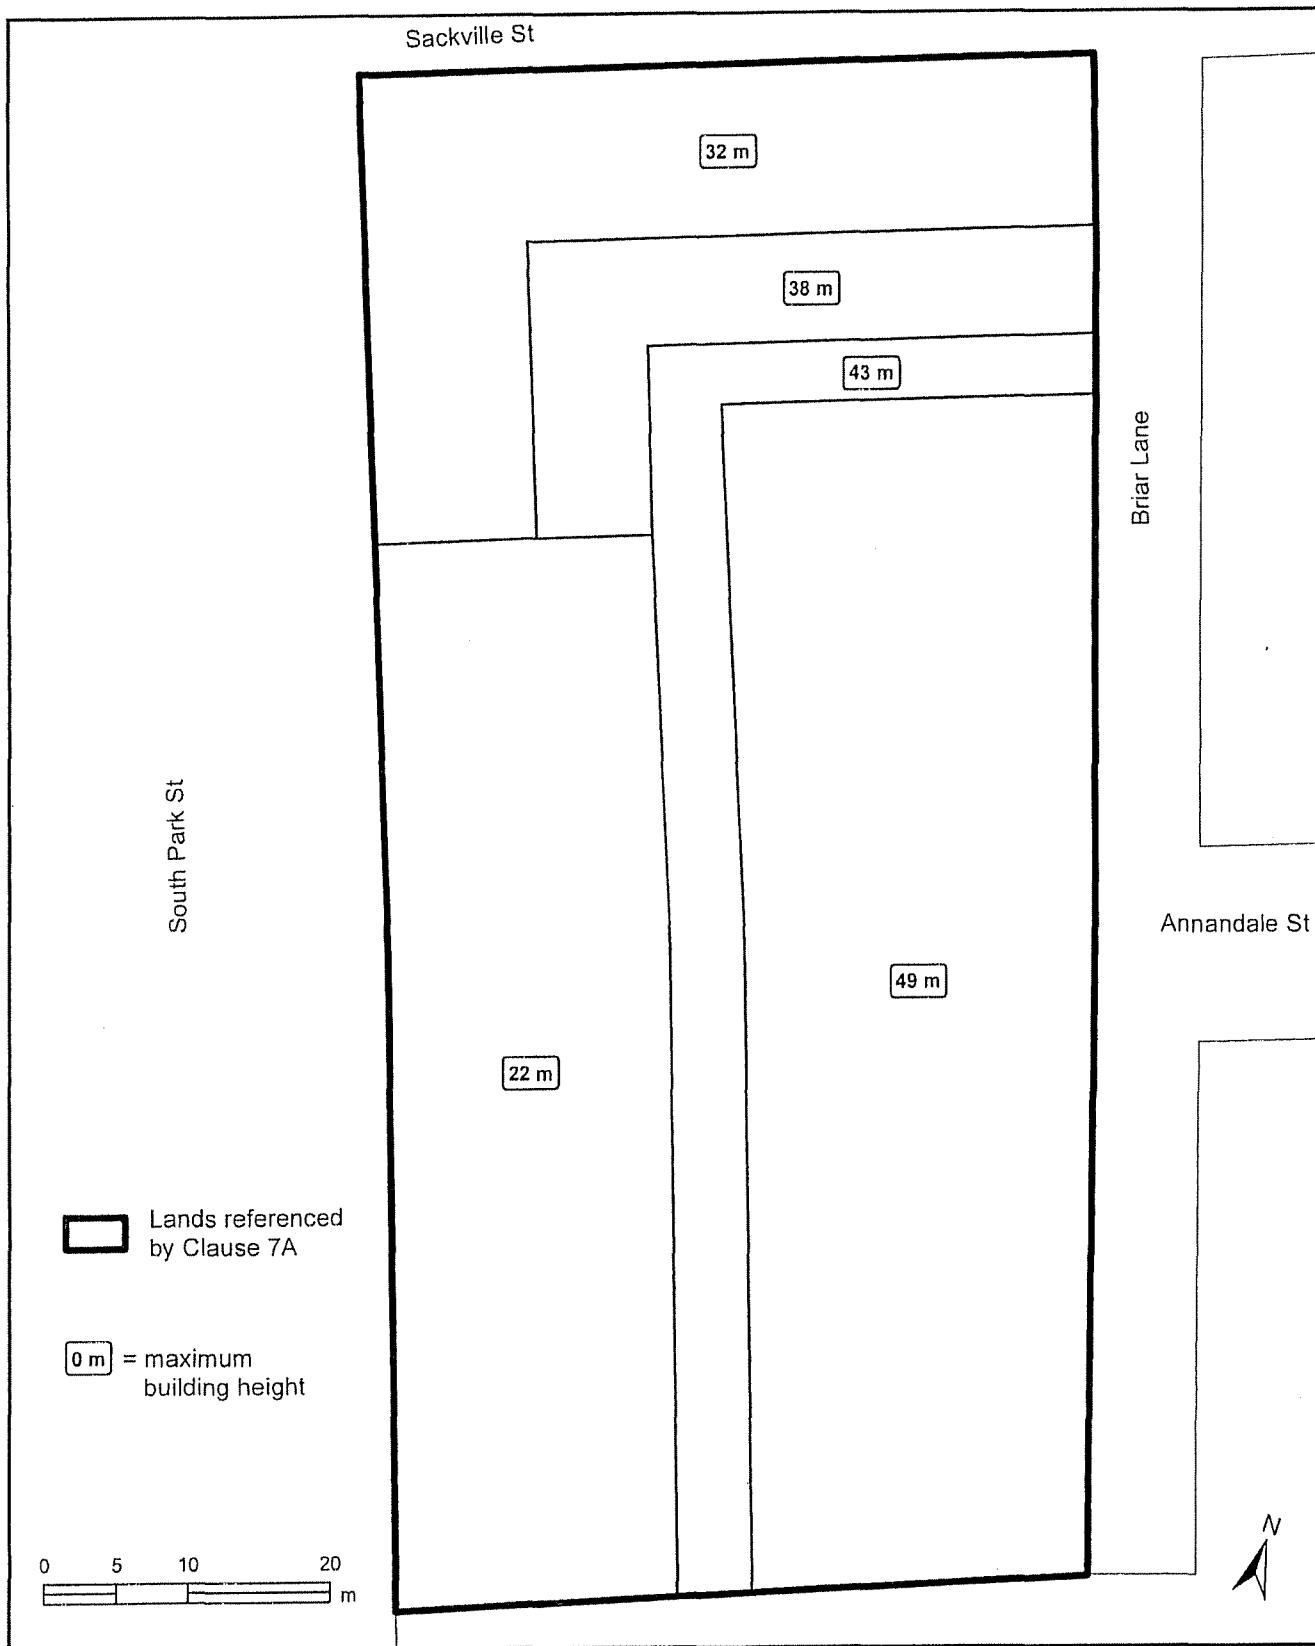 Sackville St
32 m
38 m
43 m
Briar Lane
South Park St
Annandale St
49 m
22 m
Lands referenced
by Clause 7A
0 m = maximum
building height
0 5 10 20
m
N